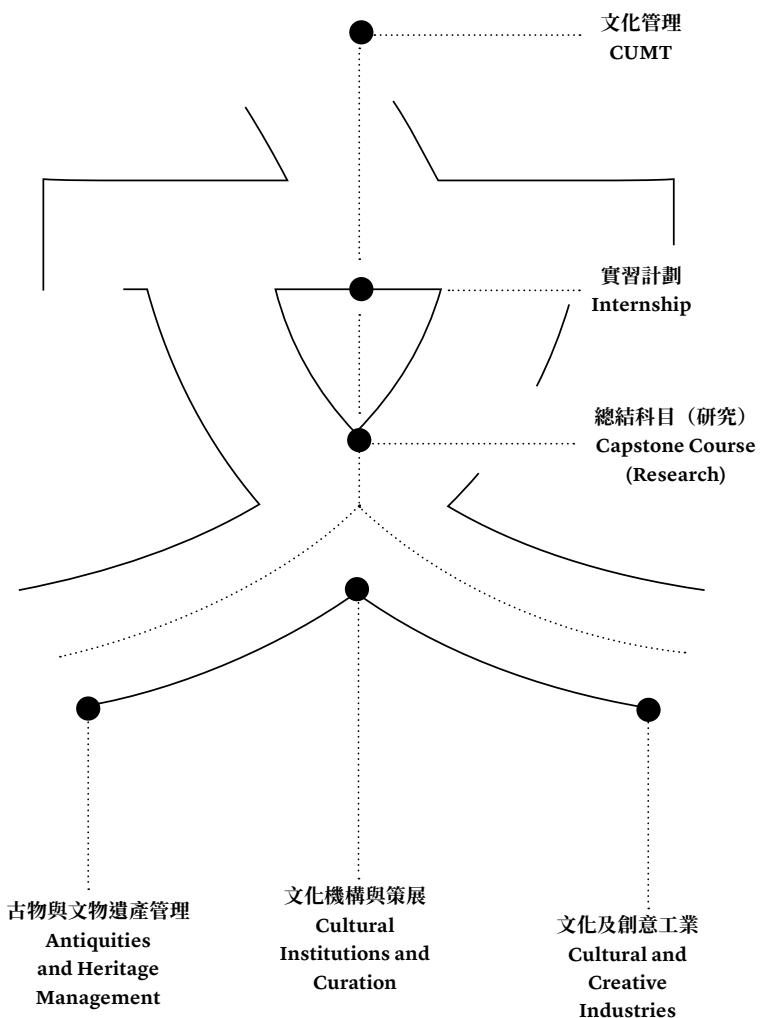 文化管理
CUMT
實習計劃
Internship
總結科目（研究）
Capstone Course
(Research)
古物與文物遺產管理
Antiquities
and Heritage
Management
文化機構與策展
Cultural
Institutions and
Curation
文化及創意工業
Cultural and
Creative
Industries